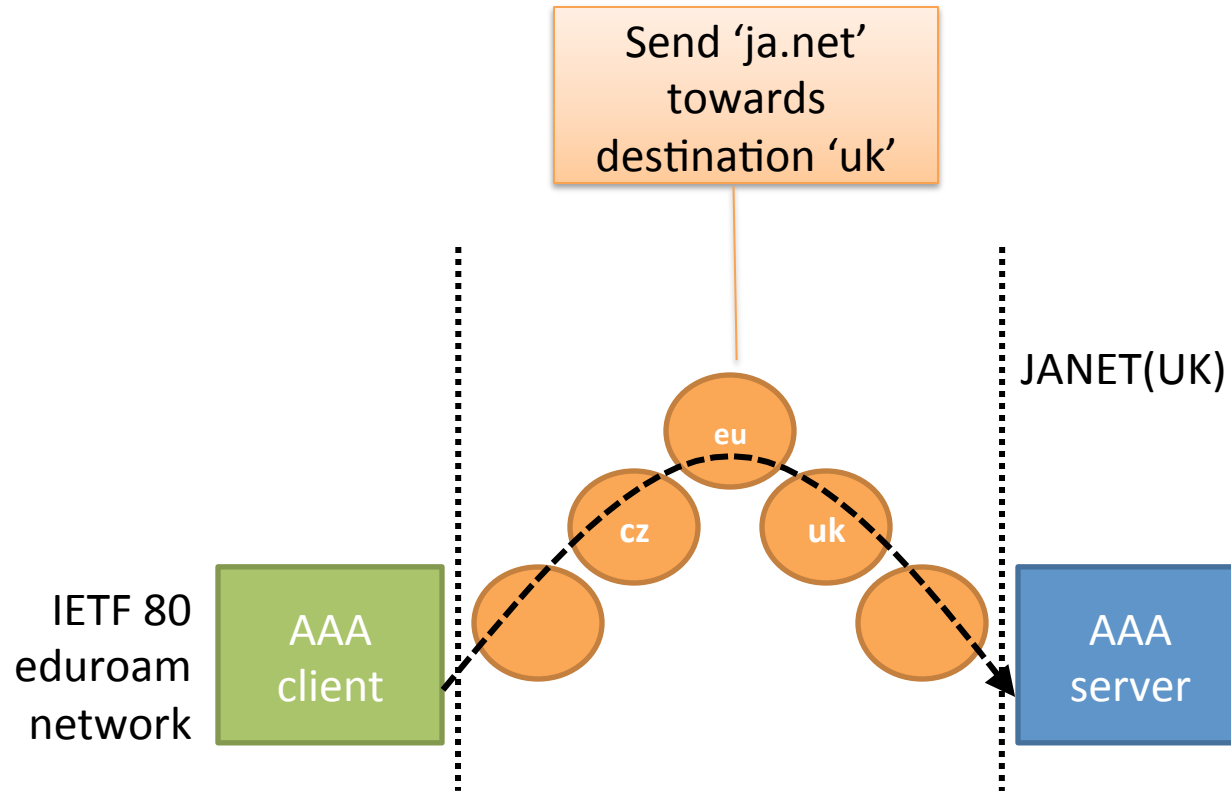 Send ‘ja.net’
towards
destination ‘uk’
JANET(UK)
eu
cz
uk
IETF 80
eduroam
network
AAA
client
AAA
server